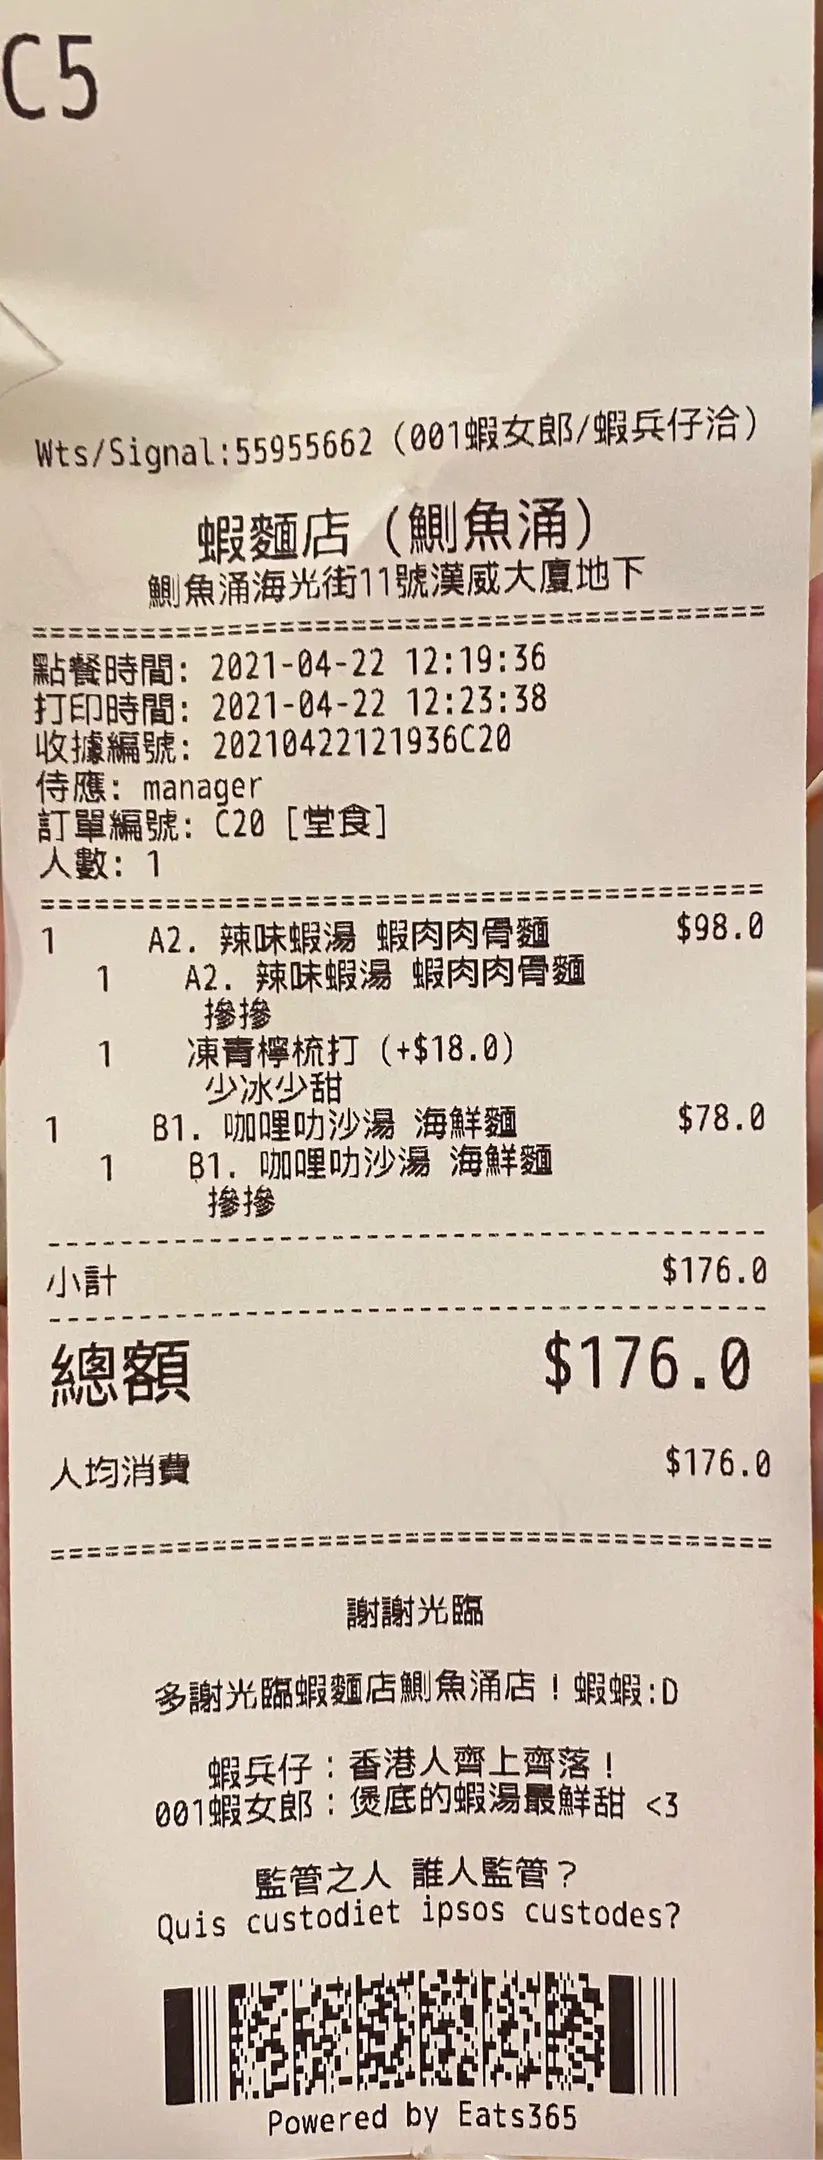 C5
Wts/Signal:55955662 (001蝦女郎/蝦兵仔洽)
蝦麵店 (鰂魚涌)
鰂魚涌海光街11號漢威大廈地下
點餐時間: 2021-04-22 12:19:36
打印時間: 2021-04-22 12:23:38
收據編號: 20210422121936C20
侍應: manager
訂單編號: C20 [堂食]
人數: 1
1 A2. 辣味蝦湯 蝦肉肉骨麵 $98.0
1 A2. 辣味蝦湯 蝦肉肉骨麵
摻摻
1 凍青檸梳打 (+$18.0)
少冰少甜
1 B1. 咖哩叻沙湯 海鮮麵 $78.0
1 B1. 咖哩叻沙湯 海鮮麵
摻摻
小計 $176.0
總額 $176.0
人均消費 $176.0
謝謝光臨
多謝光臨蝦麵店鰂魚涌店！蝦蝦:D
蝦兵仔：香港人齊上齊落！
001蝦女郎：煲底的蝦湯最鮮甜 <3
監管之人 誰人監管？
Quis custodiet ipsos custodes?
Powered by Eats365